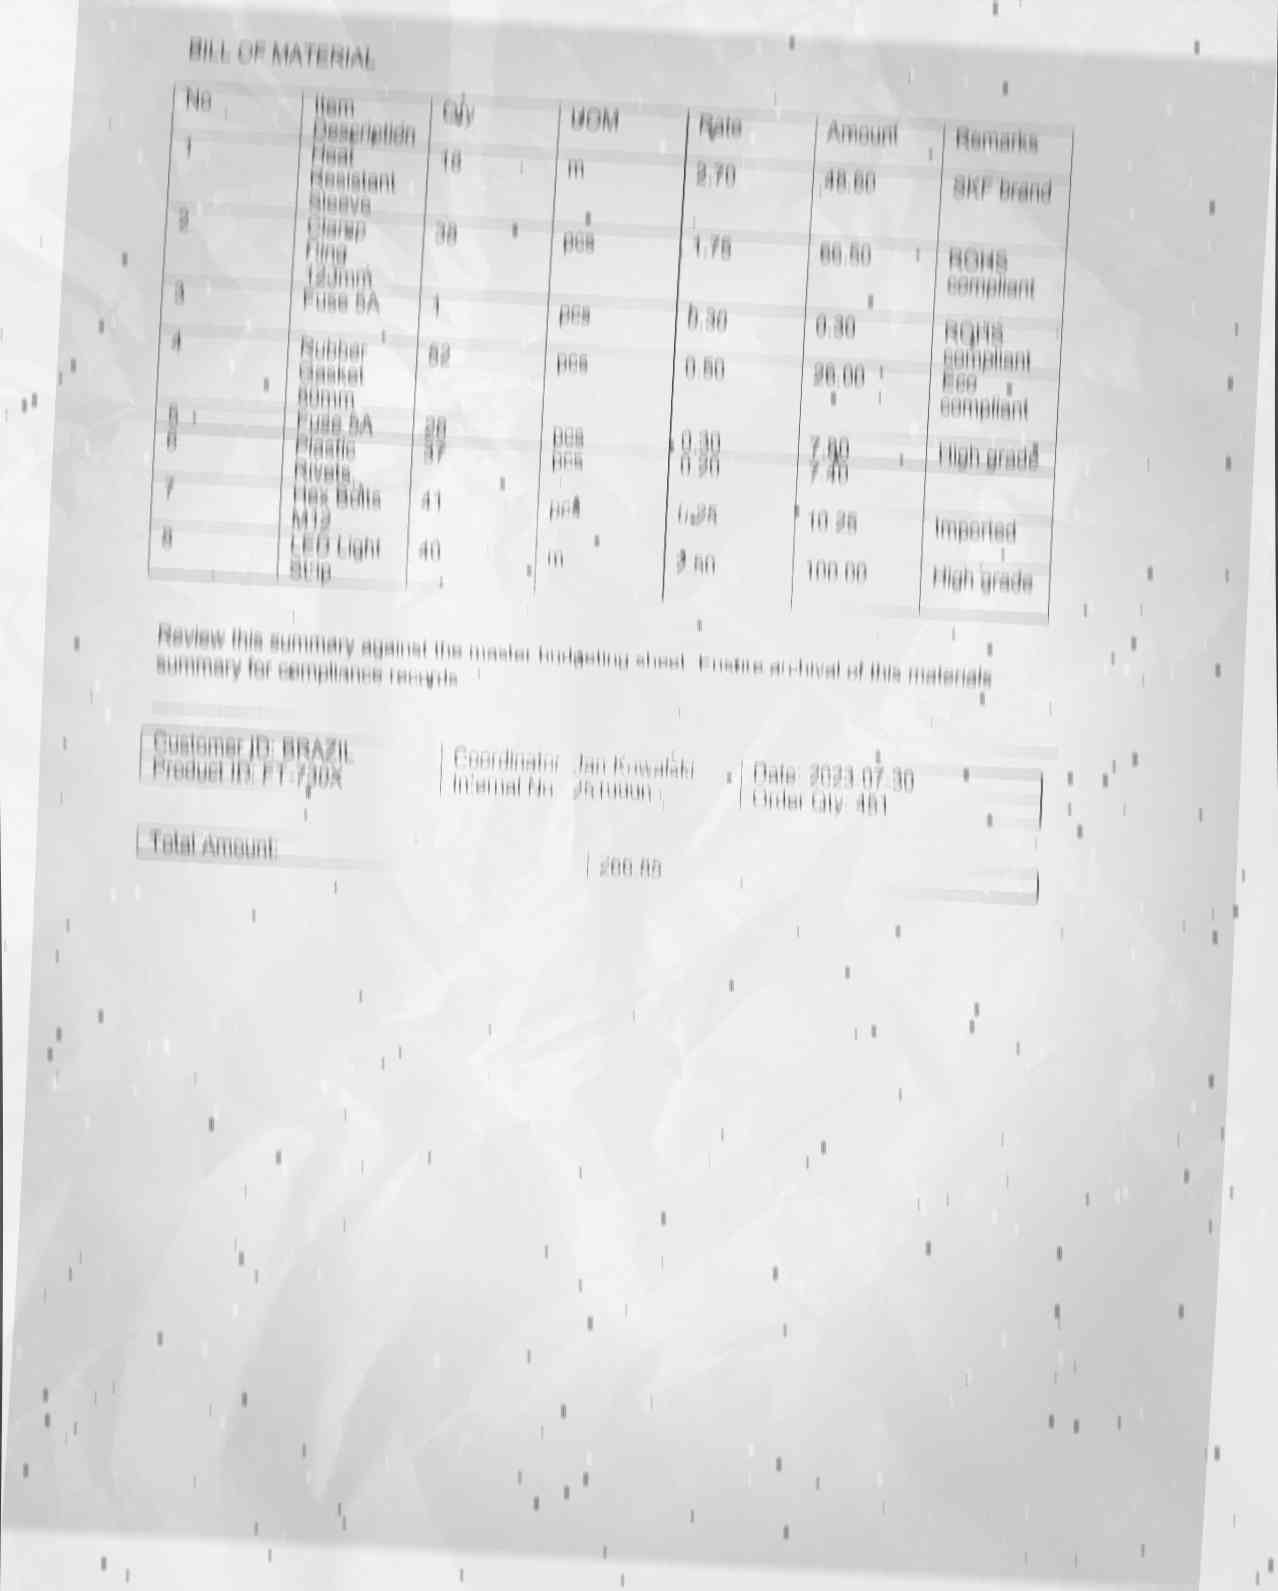 BILL OF MATERIAL
No Item Description Qty UOM Rate Amount Remarks
1 Heat Resistant Sleeve 18 m 2.70 48.60 SKF brand
2 Clamp Ring 38 pcs 1.75 66.50 ROHS compliant
3 Fuse 5A 1 pcs 0.30 0.30 ROHS compliant
4 Rubber Gasket 52 pcs 0.50 26.00 Eco compliant
5 Fuse 5A 26 pcs 0.30 7.80 High grade
6 Plastic Rivets 37 pcs 0.20 7.40
7 Hex Bolts M12 41 pcs 0.25 10.25 Imported
8 LED Light Strip 40 m 2.50 100.00 High grade
Review this summary against the master budgeting sheet. Ensure archival of this materials
summary for compliance records.
Customer ID: BRAZIL Coordinator: Jan Kowalski Date: 2023.07.30
Product ID: Internal No: Order Qty:
Total Amount: 266.85